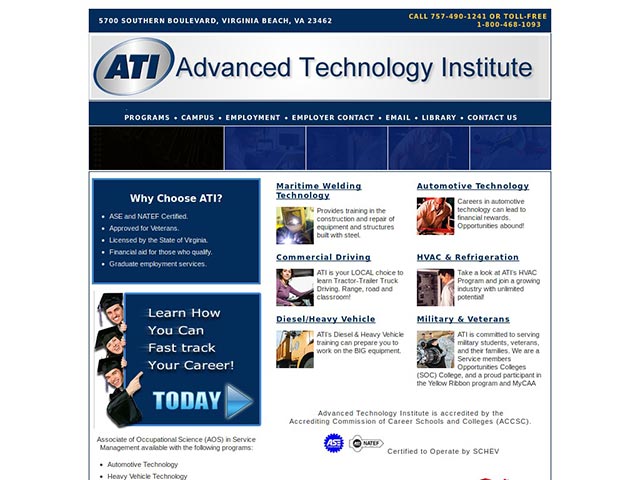 5700 SOUTHERN BOULEVARD, VIRGINIA BEACH, VA 23462
CALL 757-490-1241 OR TOLL-FREE
1-800-468-1093
ATI Advanced Technology Institute
PROGRAMS • CAMPUS • EMPLOYMENT • EMPLOYER CONTACT • EMAIL • LIBRARY • CONTACT US
Why Choose ATI?
• ASE and NATEF Certified.
• Approved for Veterans.
• Licensed by the State of Virginia.
• Financial aid for those who qualify.
• Graduate employment services.
Learn How
You Can
Fast track
Your Career!
TODAY
Associate of Occupational Science (AOS) in Service
Management available with the following programs:
• Automotive Technology
• Heavy Vehicle Technology
Maritime Welding
Technology
Provides training in the
construction and repair of
equipment and structures
built with steel.
Automotive Technology
Careers in automotive
technology can lead to
financial rewards.
Opportunities abound!
Commercial Driving
ATI is your LOCAL choice to
learn Tractor-Trailer Truck
Driving. Range, road and
classroom!
HVAC & Refrigeration
Take a look at ATI's HVAC
Program and join a growing
industry with unlimited
potential!
Diesel/Heavy Vehicle
ATI's Diesel & Heavy Vehicle
training can prepare you to
work on the BIG equipment.
Military & Veterans
ATI is committed to serving
military students, veterans,
and their families. We are a
Service members
Opportunities Colleges
(SOC) College, and a proud participant in
the Yellow Ribbon program and MyCAA
Advanced Technology Institute is accredited by the
Accrediting Commission of Career Schools and Colleges (ACCSC).
ASE NATEF Certified to Operate by SCHEV